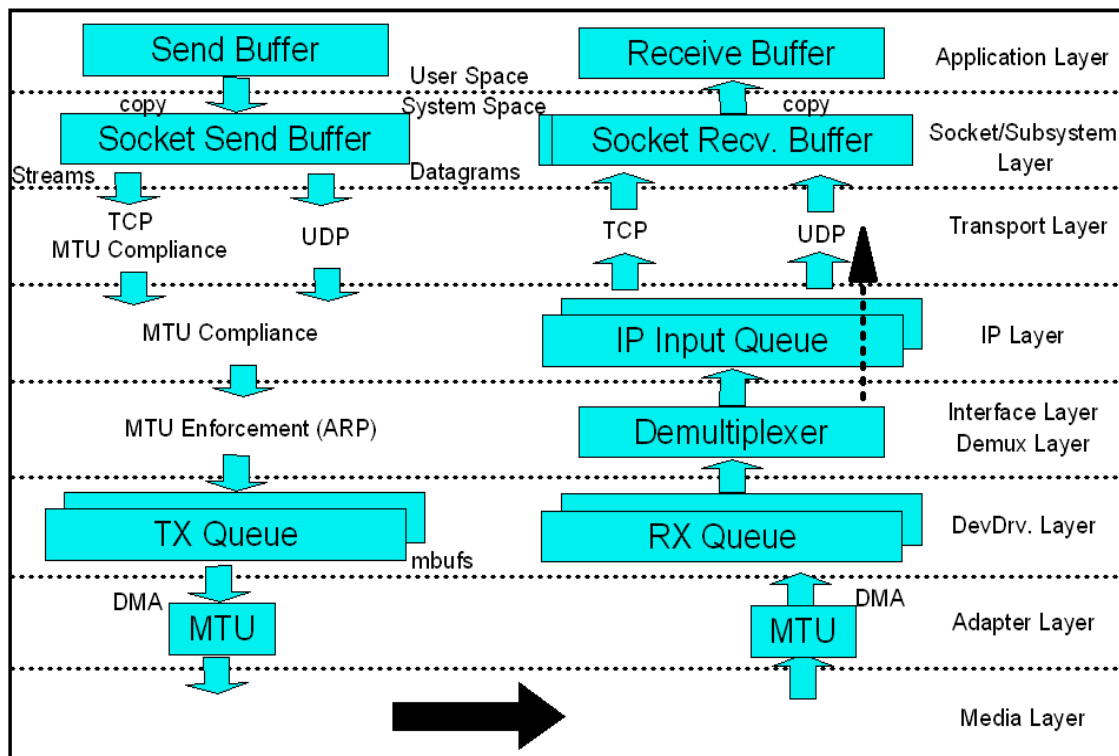 Send Buffer
Receive Buffer
Application Layer
User Space
copy
System Space
copy
Socket Send Buffer
Socket Recv. Buffer
Socket/Subsystem
Layer
Streams
Datagrams
TCP
MTU Compliance
UDP
TCP
UDP
Transport Layer
MTU Compliance
IP Input Queue
IP Layer
MTU Enforcement (ARP)
Demultiplexer
Interface Layer
Demux Layer
TX Queue
RX Queue
DevDrv. Layer
mbufs
DMA
DMA
MTU
MTU
Adapter Layer
Media Layer